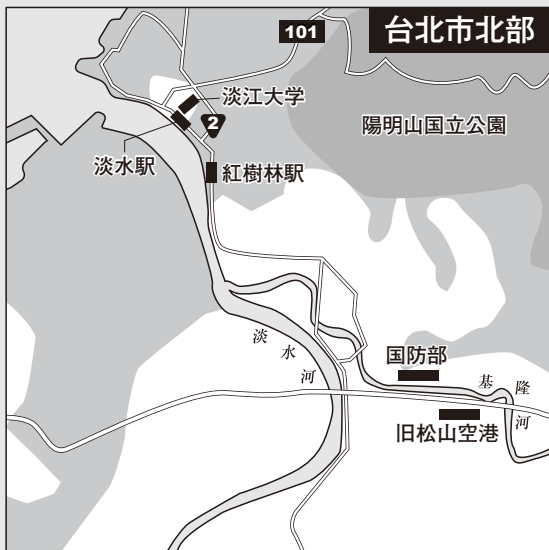 台北市北部
101
淡江大学
2
陽明山国立公園
淡水駅
紅樹林駅
淡水河
国防部
基隆河
旧松山空港